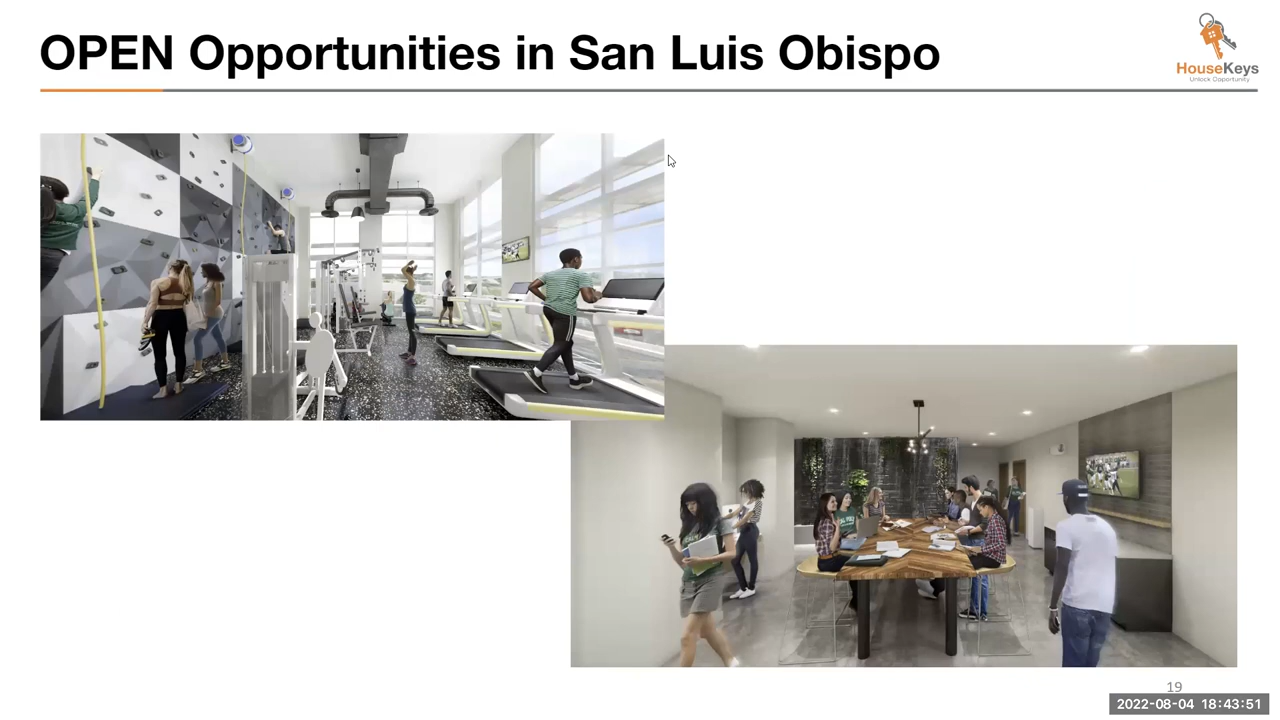 OPEN Opportunities in San Luis Obispo
HouseKeys
Unlock Opportunity
19
2022-08-04 18:43:51